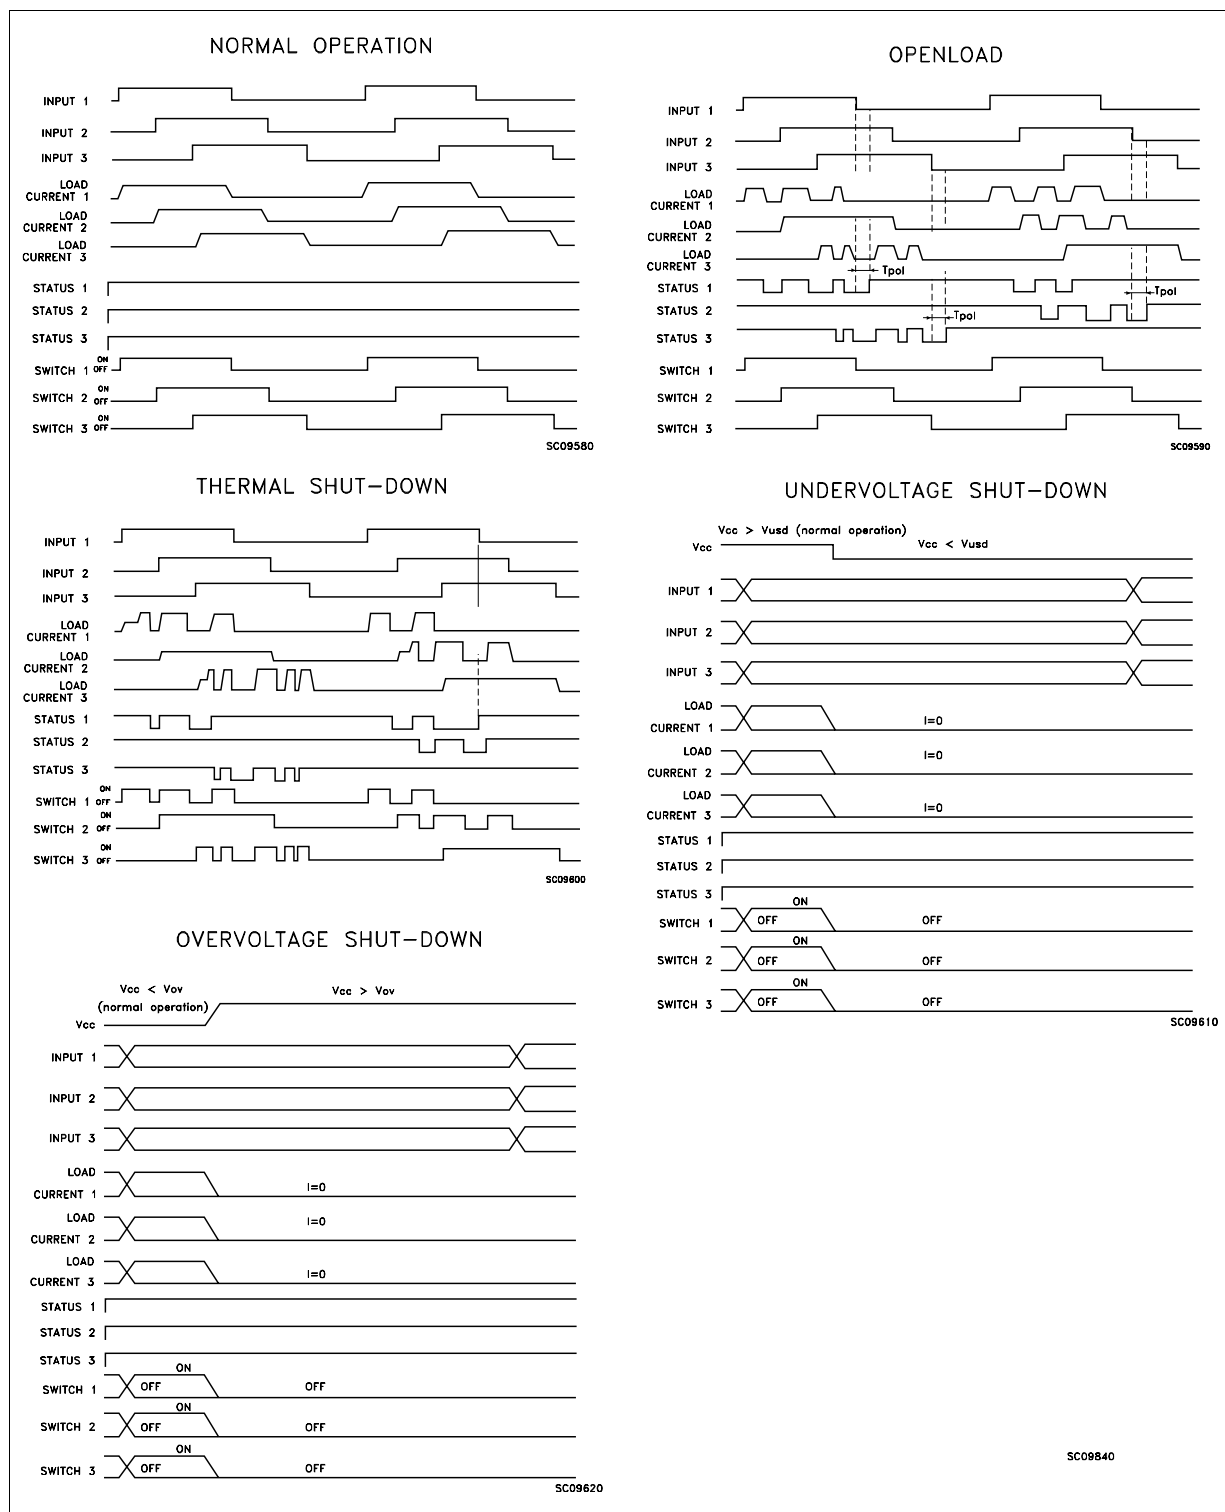 NORMAL OPERATION
INPUT 1
INPUT 2
INPUT 3
LOAD
CURRENT 1
LOAD
CURRENT 2
LOAD
CURRENT 3
STATUS 1
STATUS 2
STATUS 3
SWITCH 1 ON OFF
SWITCH 2 ON OFF
SWITCH 3 ON OFF
SC09580
OPENLOAD
INPUT 1
INPUT 2
INPUT 3
LOAD
CURRENT 1
LOAD
CURRENT 2
LOAD
CURRENT 3
Tpol
STATUS 1
Tpol
STATUS 2
Tpol
STATUS 3
SWITCH 1
SWITCH 2
SWITCH 3
SC09590
THERMAL SHUT-DOWN
INPUT 1
INPUT 2
INPUT 3
LOAD
CURRENT 1
LOAD
CURRENT 2
LOAD
CURRENT 3
STATUS 1
STATUS 2
STATUS 3
SWITCH 1 ON OFF
SWITCH 2 ON OFF
SWITCH 3 ON OFF
SC09600
UNDERVOLTAGE SHUT-DOWN
Vcc > Vusd (normal operation)
Vcc
Vcc < Vusd
INPUT 1
INPUT 2
INPUT 3
LOAD
CURRENT 1
I=0
LOAD
CURRENT 2
I=0
LOAD
CURRENT 3
I=0
STATUS 1
STATUS 2
STATUS 3
ON
SWITCH 1 OFF OFF
ON
SWITCH 2 OFF OFF
ON
SWITCH 3 OFF OFF
SC09610
OVERVOLTAGE SHUT-DOWN
Vcc < Vov
(normal operation)
Vcc > Vov
Vcc
INPUT 1
INPUT 2
INPUT 3
LOAD
CURRENT 1
I=0
LOAD
CURRENT 2
I=0
LOAD
CURRENT 3
I=0
STATUS 1
STATUS 2
STATUS 3
ON
SWITCH 1 OFF OFF
ON
SWITCH 2 OFF OFF
ON
SWITCH 3 OFF OFF
SC09620
SC09840